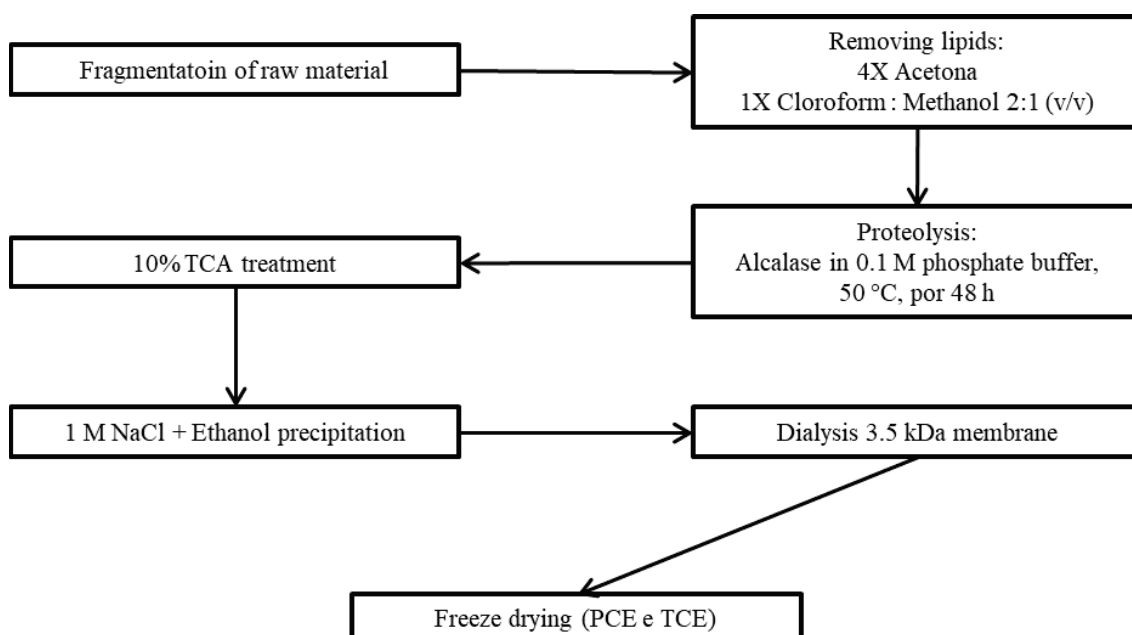 Fragmentatoin of raw material
Removing lipids:
4X Acetona
1X Cloroform : Methanol 2:1 (v/v)
Proteolysis:
Alcalase in 0.1 M phosphate buffer,
50 °C, por 48 h
10% TCA treatment
1 M NaCl + Ethanol precipitation
Dialysis 3.5 kDa membrane
Freeze drying (PCE e TCE)